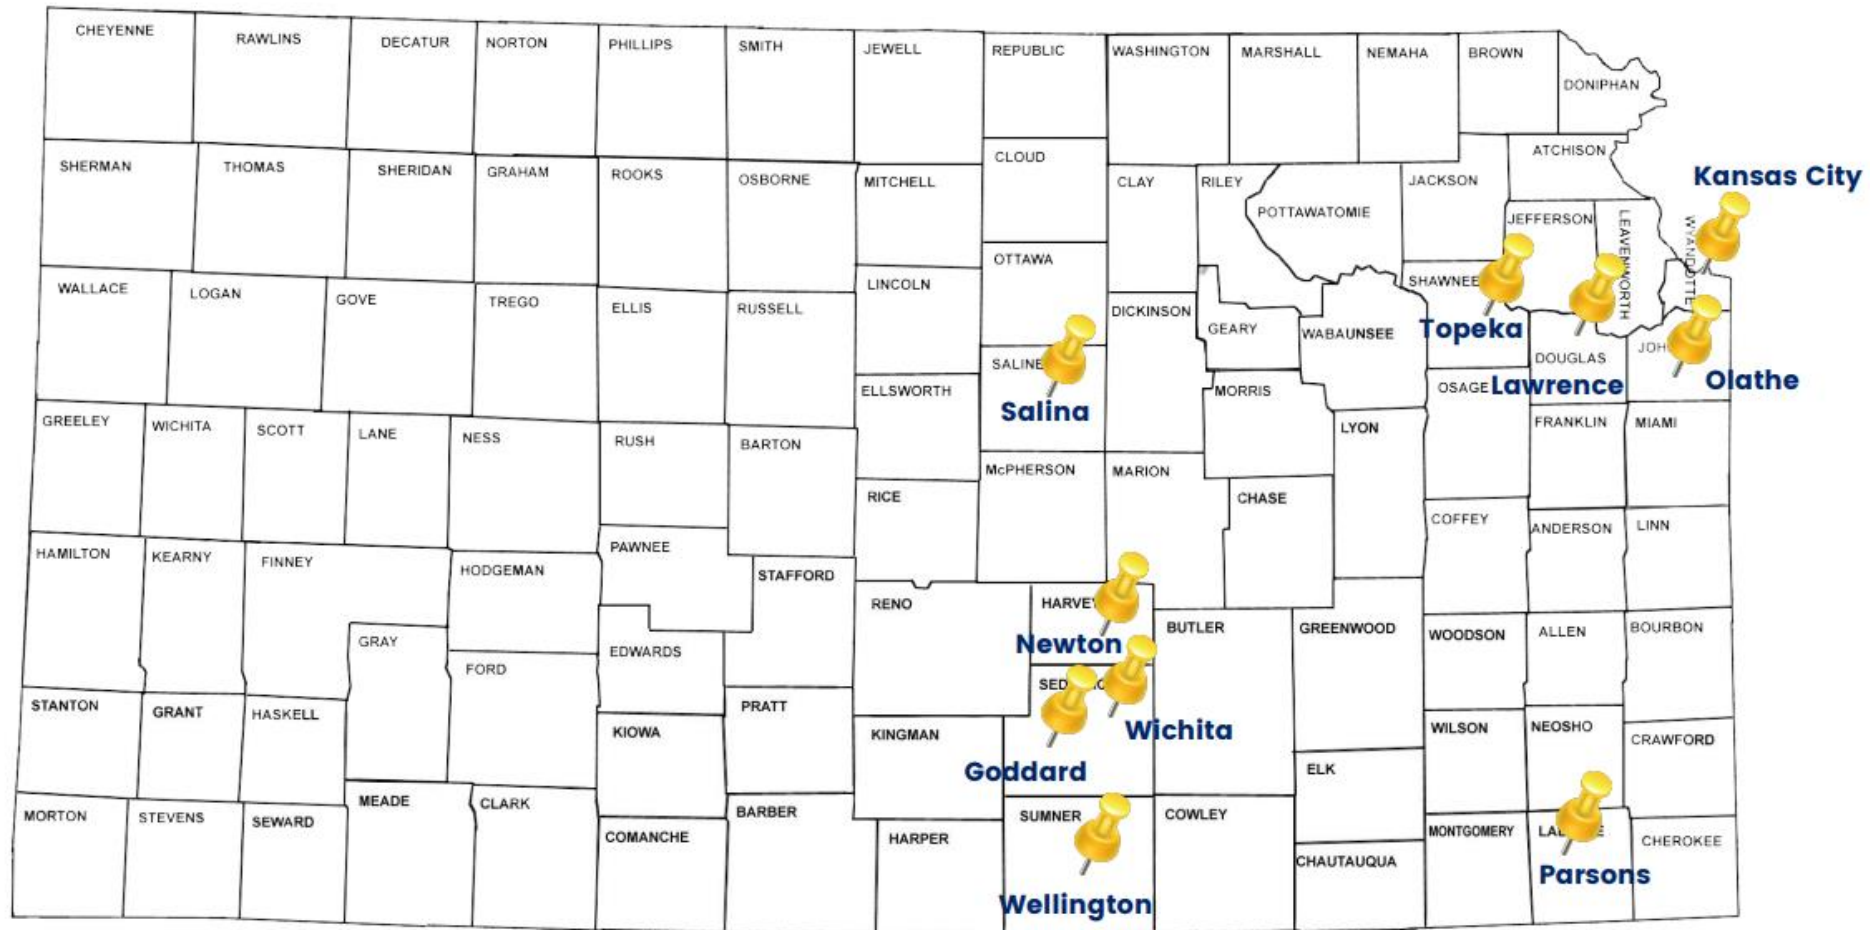 CHEYENNE
RAWLINS
DECATUR
NORTON
PHILLIPS
SMITH
JEWELL
REPUBLIC
WASHINGTON
MARSHALL
NEMAHA
BROWN
DONIPHAN
SHERMAN
THOMAS
SHERIDAN
GRAHAM
ROOKS
OSBORNE
MITCHELL
CLOUD
CLAY
RILEY
POTTAWATOMIE
JACKSON
ATCHISON
Kansas City
JEFFERSON
LEAVENWORTH
WYANDOTTE
WALLACE
LOGAN
GOVE
TREGO
ELLIS
RUSSELL
LINCOLN
OTTAWA
DICKINSON
GEARY
WABAUNSEE
SHAWNEE
Topeka
DOUGLAS
Olathe
SALINE
Salina
ELLSWORTH
MORRIS
OSAGE
Lawrence
GREELEY
WICHITA
SCOTT
LANE
NESS
RUSH
BARTON
LYON
FRANKLIN
MIAMI
RICE
McPHERSON
MARION
CHASE
COFFEY
ANDERSON
LINN
HAMILTON
KEARNY
FINNEY
HODGEMAN
PAWNEE
STAFFORD
RENO
HARVEY
Newton
BUTLER
GREENWOOD
WOODSON
ALLEN
BOURBON
GRAY
FORD
EDWARDS
STANTON
GRANT
HASKELL
KIOWA
PRATT
KINGMAN
Wichita
Goddard
ELK
WILSON
NEOSHO
CRAWFORD
MORTON
STEVENS
SEWARD
MEADE
CLARK
COMANCHE
BARBER
HARPER
SUMNER
Wellington
COWLEY
CHAUTAUQUA
MONTGOMERY
Parsons
CHEROKEE